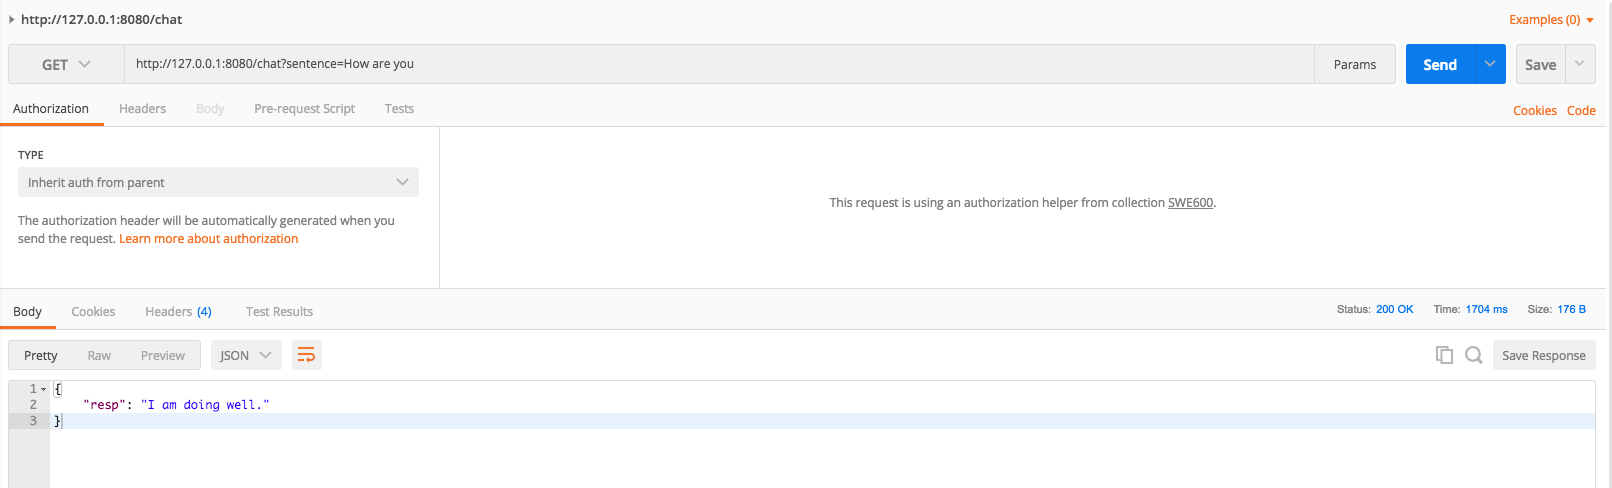 http://127.0.0.1:8080/chat
Examples (0)
GET
http://127.0.0.1:8080/chat?sentence=How are you
Params
Send
Save
Authorization Headers Body Pre-request Script Tests
Cookies Code
TYPE
Inherit auth from parent
The authorization header will be automatically generated when you
send the request. Learn more about authorization
This request is using an authorization helper from collection SWE600.
Body Cookies Headers (4) Test Results
Status: 200 OK Time: 1704 ms Size: 176 B
Pretty Raw Preview JSON
Save Response
1 {
2 "resp": "I am doing well."
3 }